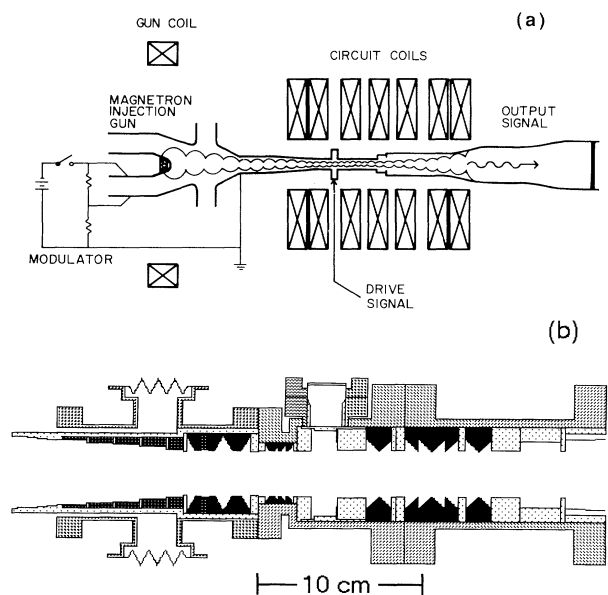 GUN COIL
(a)
CIRCUIT COILS
MAGNETRON
INJECTION
GUN
OUTPUT
SIGNAL
MODULATOR
DRIVE
SIGNAL
(b)
10 cm